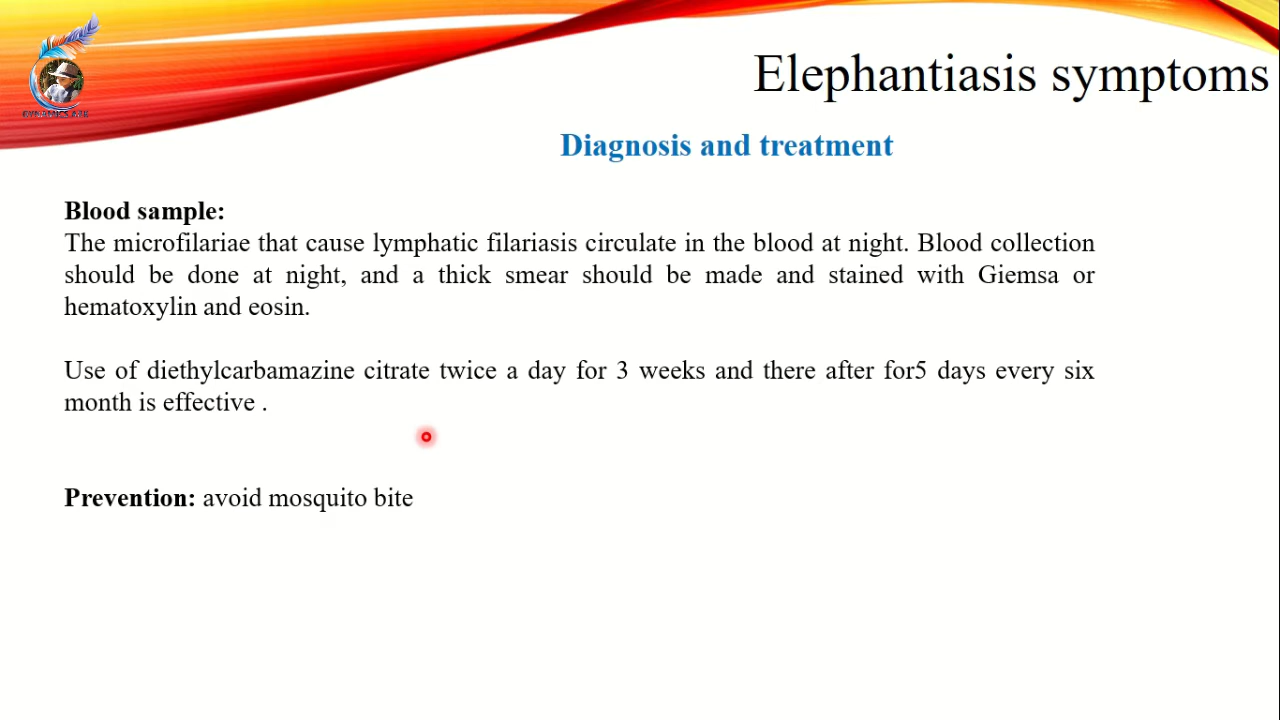 Elephantiasis symptoms
Diagnosis and treatment
Blood sample:
The microfilariae that cause lymphatic filariasis circulate in the blood at night. Blood collection
should be done at night, and a thick smear should be made and stained with Giemsa or
hematoxylin and eosin.
Use of diethylcarbamazine citrate twice a day for 3 weeks and there after for5 days every six
month is effective .
Prevention: avoid mosquito bite